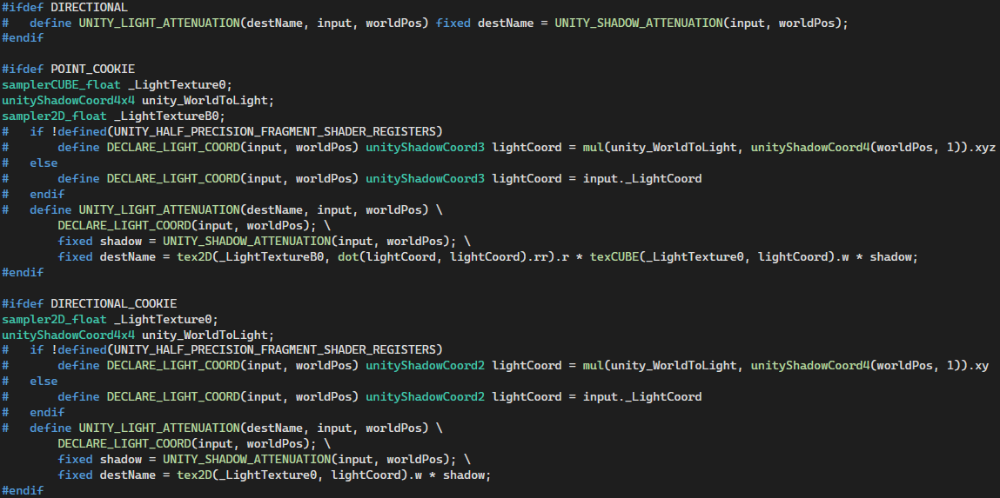 #ifdef DIRECTIONAL
#   define UNITY_LIGHT_ATTENUATION(destName, input, worldPos) fixed destName = UNITY_SHADOW_ATTENUATION(input, worldPos);
#endif

#ifdef POINT_COOKIE
samplerCUBE_float _LightTexture0;
unityShadowCoord4x4 unity_WorldToLight;
sampler2D_float _LightTextureB0;
#   if !defined(UNITY_HALF_PRECISION_FRAGMENT_SHADER_REGISTERS)
#       define DECLARE_LIGHT_COORD(input, worldPos) unityShadowCoord3 lightCoord = mul(unity_WorldToLight, unityShadowCoord4(worldPos, 1)).xyz
#   else
#       define DECLARE_LIGHT_COORD(input, worldPos) unityShadowCoord3 lightCoord = input._LightCoord
#   endif
#   define UNITY_LIGHT_ATTENUATION(destName, input, worldPos) \
        DECLARE_LIGHT_COORD(input, worldPos); \
        fixed shadow = UNITY_SHADOW_ATTENUATION(input, worldPos); \
        fixed destName = tex2D(_LightTextureB0, dot(lightCoord, lightCoord).rr).r * texCUBE(_LightTexture0, lightCoord).w * shadow;
#endif

#ifdef DIRECTIONAL_COOKIE
sampler2D_float _LightTexture0;
unityShadowCoord4x4 unity_WorldToLight;
#   if !defined(UNITY_HALF_PRECISION_FRAGMENT_SHADER_REGISTERS)
#       define DECLARE_LIGHT_COORD(input, worldPos) unityShadowCoord2 lightCoord = mul(unity_WorldToLight, unityShadowCoord4(worldPos, 1)).xy
#   else
#       define DECLARE_LIGHT_COORD(input, worldPos) unityShadowCoord2 lightCoord = input._LightCoord
#   endif
#   define UNITY_LIGHT_ATTENUATION(destName, input, worldPos) \
        DECLARE_LIGHT_COORD(input, worldPos); \
        fixed shadow = UNITY_SHADOW_ATTENUATION(input, worldPos); \
        fixed destName = tex2D(_LightTexture0, lightCoord).w * shadow;
#endif